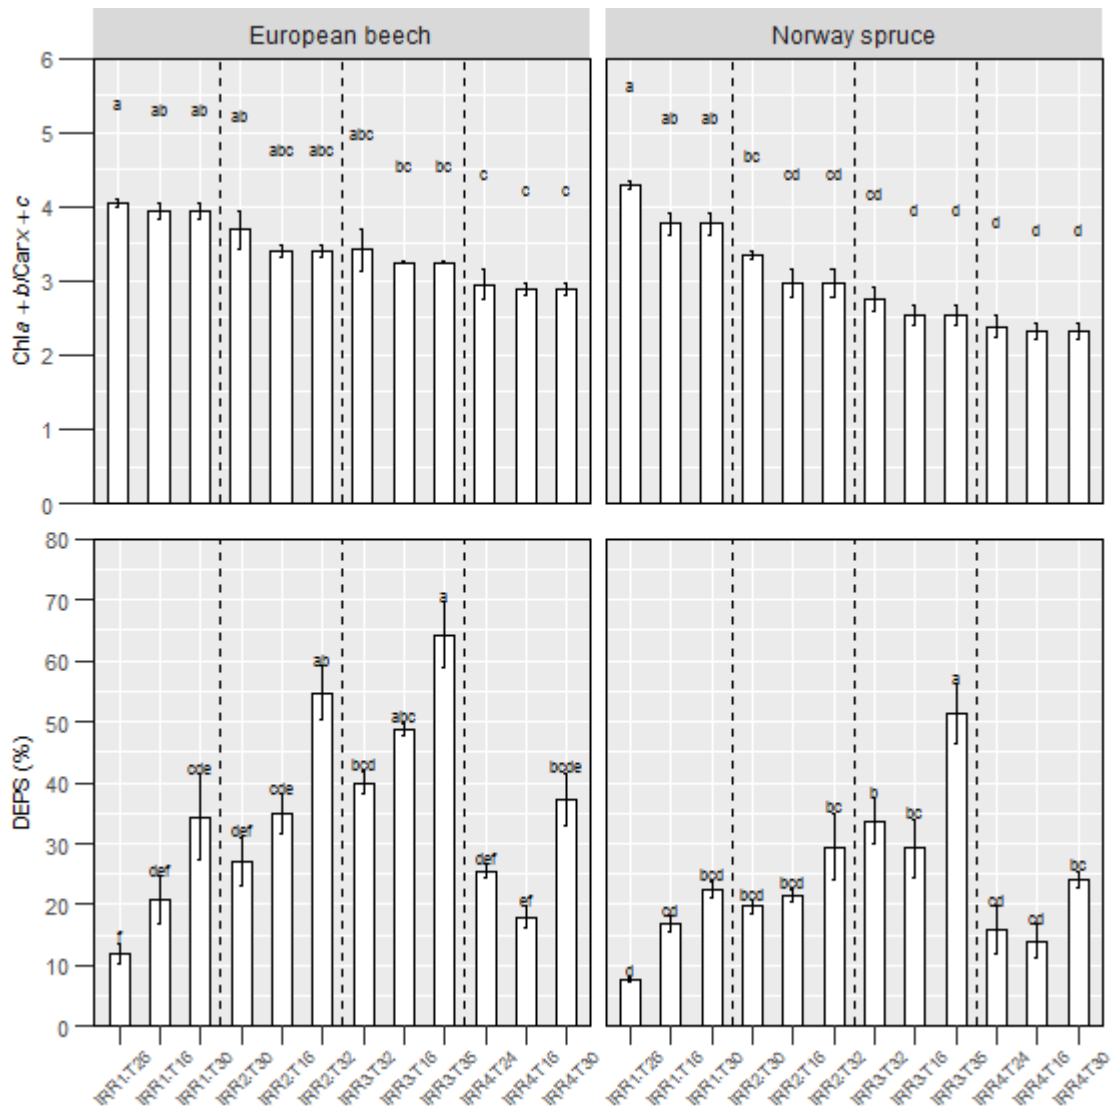 European beech
Norway spruce
Chla + b/Carx + c
6
5
4
3
2
1
0
a ab ab ab abc abc abc bc bc c c c
a ab ab bc cd cd cd d d d d d
DEPS (%)
80
70
60
50
40
30
20
10
0
f def cde def cde ab bcd abc a def ef bcde
d cd bcd bcd bcd bc b bc a cd cd bc
IRR1.T26 IRR1.T16 IRR1.T30 IRR2.T30 IRR2.T16 IRR2.T32 IRR3.T32 IRR3.T16 IRR3.T35 IRR4.T24 IRR4.T16 IRR4.T30
IRR1.T26 IRR1.T16 IRR1.T30 IRR2.T30 IRR2.T16 IRR2.T32 IRR3.T32 IRR3.T16 IRR3.T35 IRR4.T24 IRR4.T16 IRR4.T30